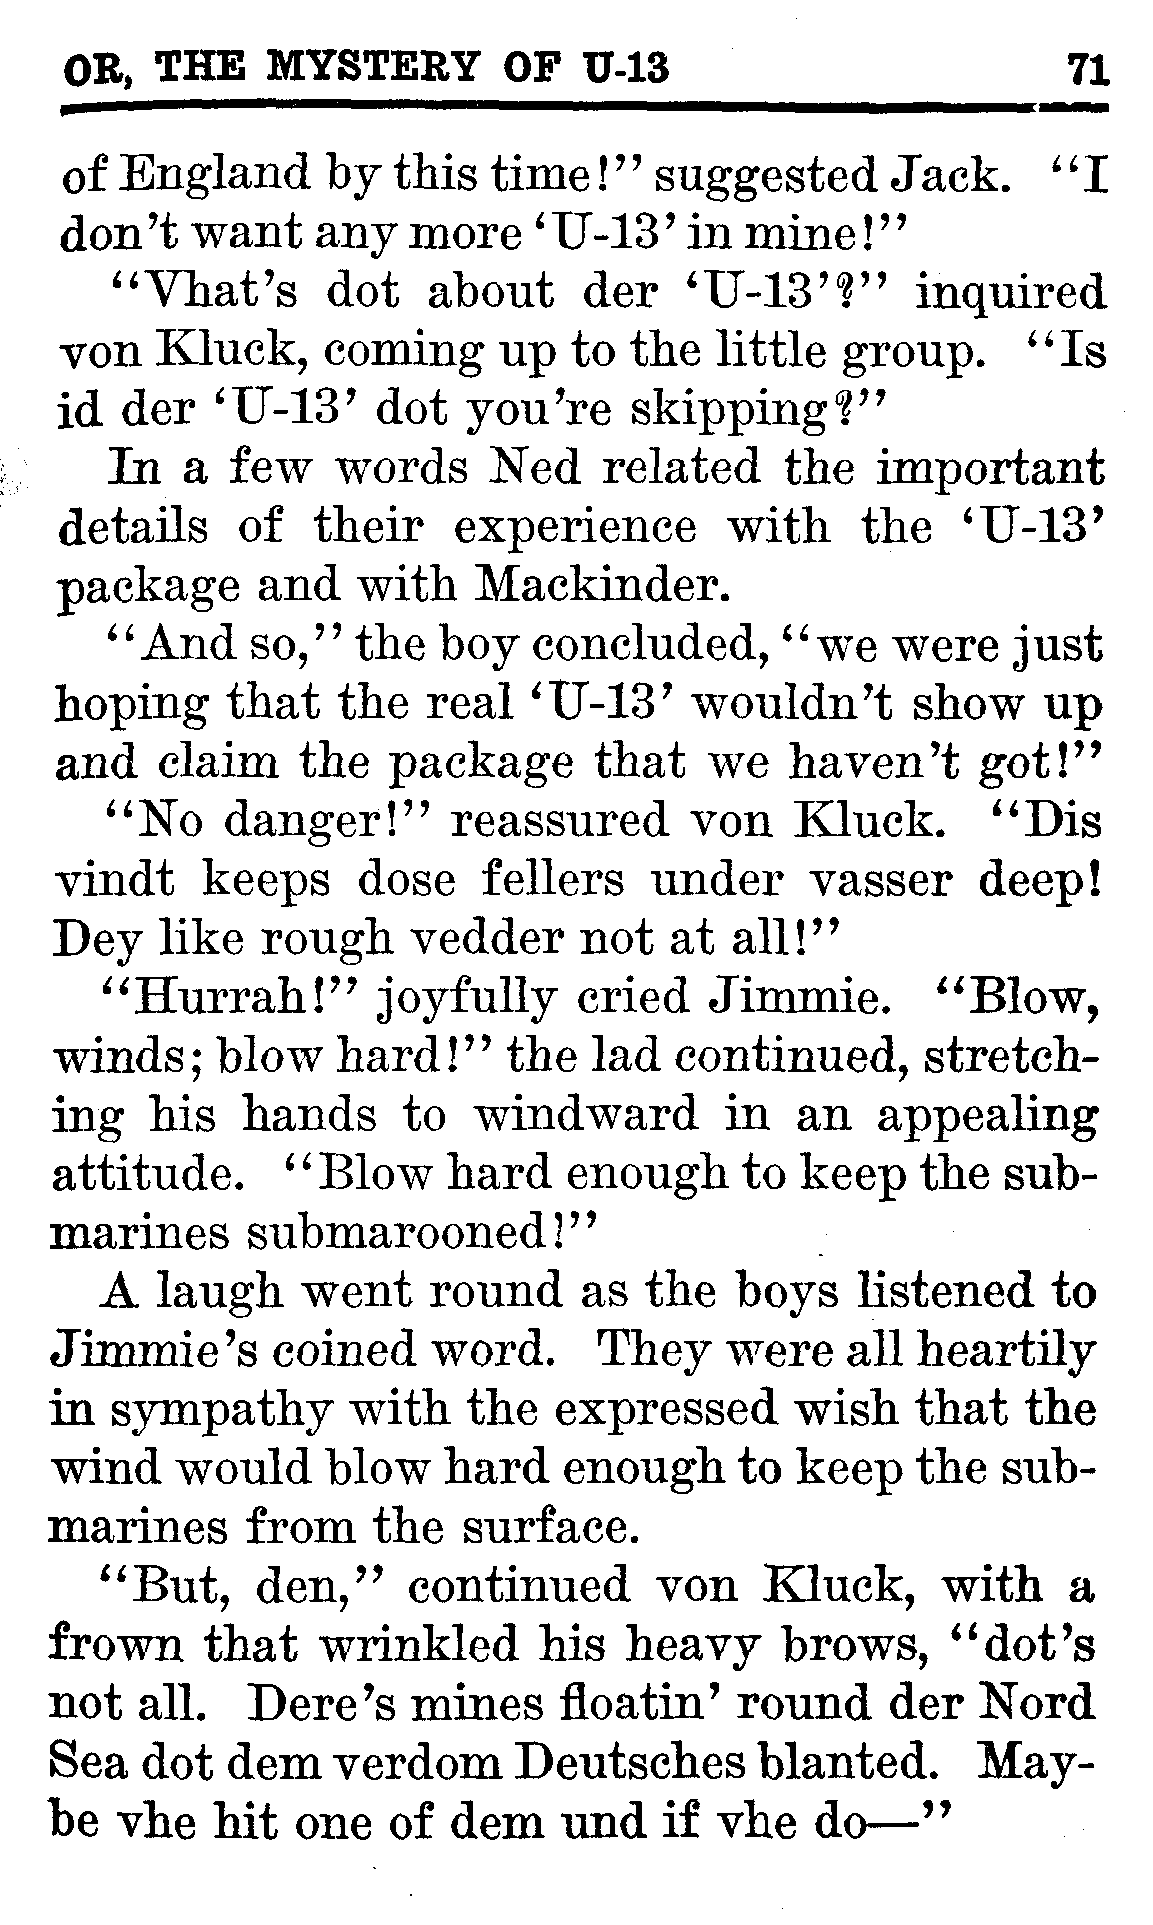 OR, THE MYSTERY OF U-13 71
of England by this time!" suggested Jack. "I
don't want any more 'U-13' in mine!"
"Vhat's dot about der 'U-13'?" inquired
von Kluck, coming up to the little group. "Is
id der 'U-13' dot you're skipping?"
In a few words Ned related the important
details of their experience with the 'U-13'
package and with Mackinder.
"And so," the boy concluded, "we were just
hoping that the real 'U-13' wouldn't show up
and claim the package that we haven't got!"
"No danger!" reassured von Kluck. "Dis
vindt keeps dose fellers under vasser deep!
Dey like rough vedder not at all!"
"Hurrah!" joyfully cried Jimmie. "Blow,
winds; blow hard!" the lad continued, stretch-
ing his hands to windward in an appealing
attitude. "Blow hard enough to keep the sub-
marines submarooned!"
A laugh went round as the boys listened to
Jimmie's coined word. They were all heartily
in sympathy with the expressed wish that the
wind would blow hard enough to keep the sub-
marines from the surface.
"But, den," continued von Kluck, with a
frown that wrinkled his heavy brows, "dot's
not all. Dere's mines floatin' round der Nord
Sea dot dem verdom Deutsches blanted. May-
be vhe hit one of dem und if vhe do—"